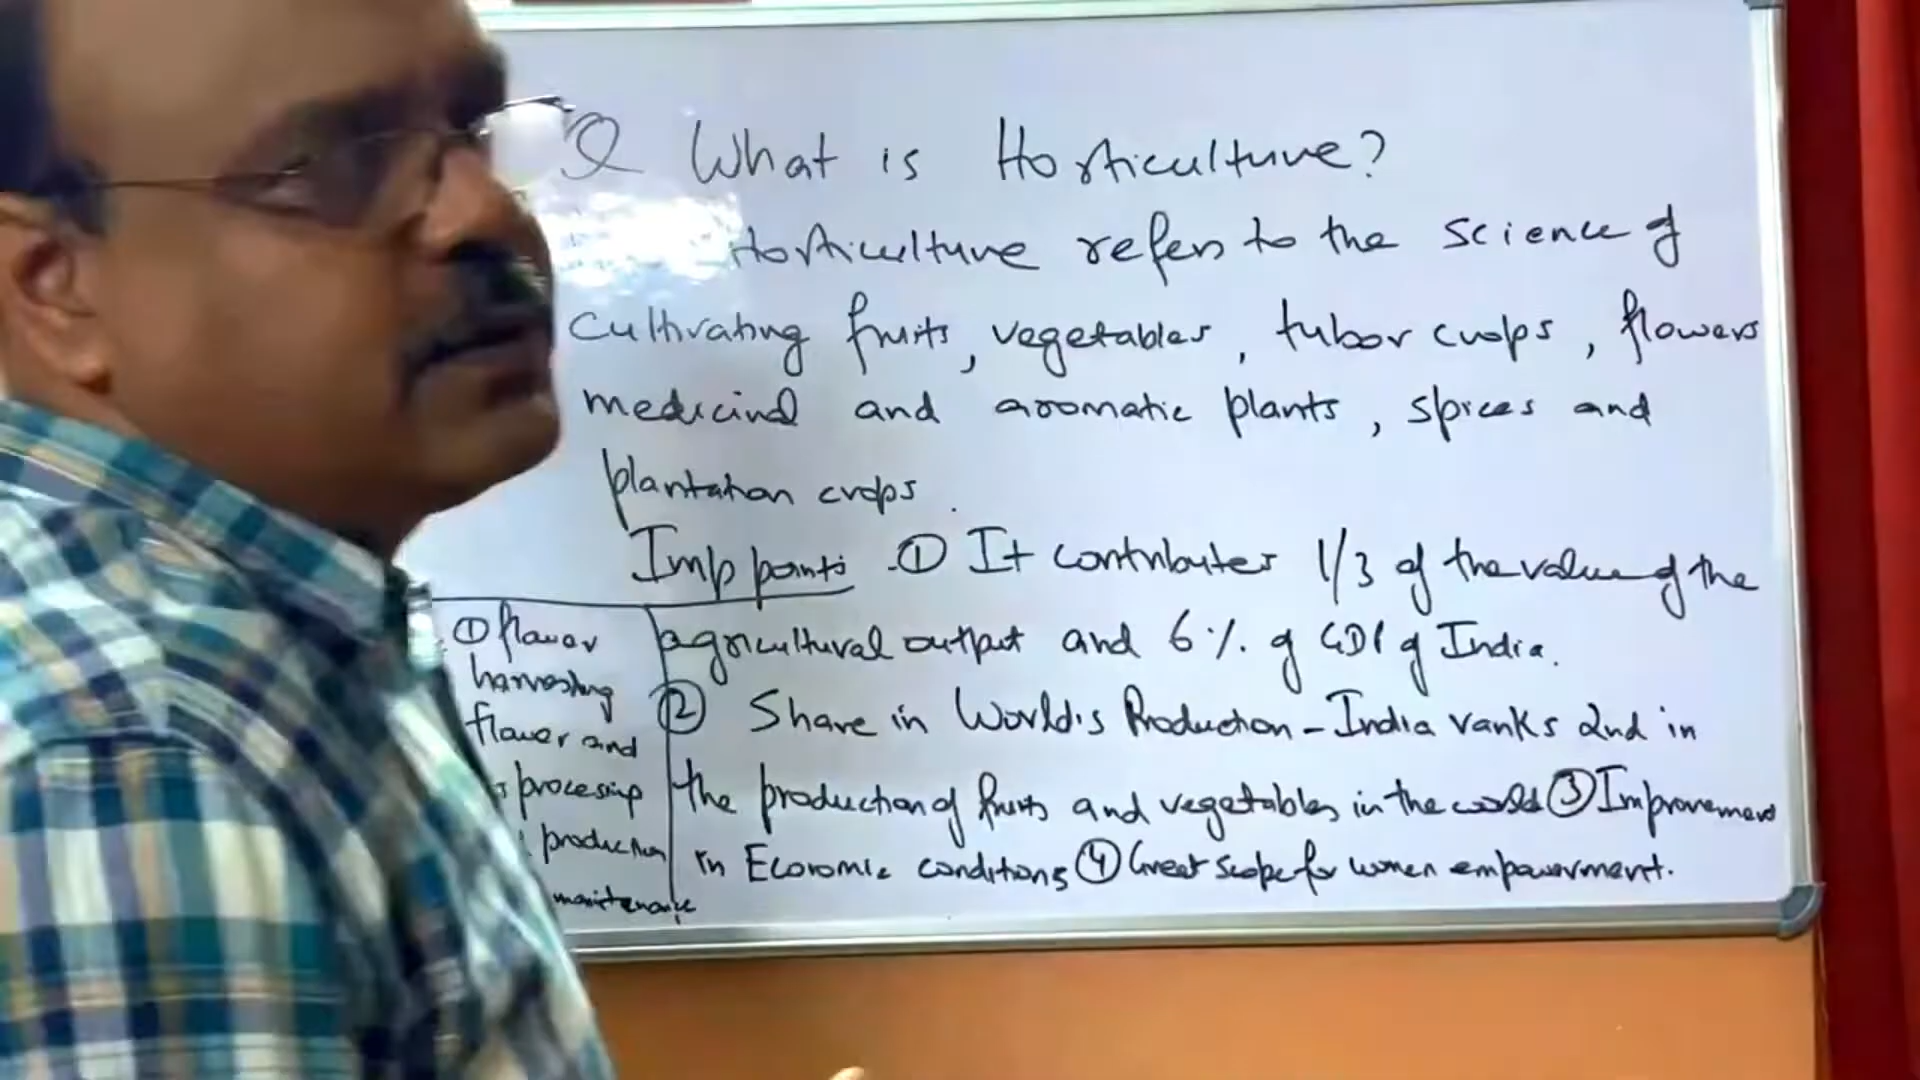 Q What is Horticulture?
Horticulture refers to the science of
cultivating fruits, vegetables, tubor crops, flowers
medicinal and aromatic plants, spices and
plantation crops.
Imp points ① It contributes 1/3 of the value of the
agricultural output and 6% of GDP of India.
② Share in World's Production - India ranks 2nd in
the production of fruits and vegetables in the world ③ Improvement
in Economic conditions ④ Great scope for women empowerment.
① flower
harvesting
flower and
procesing
production
maintenance